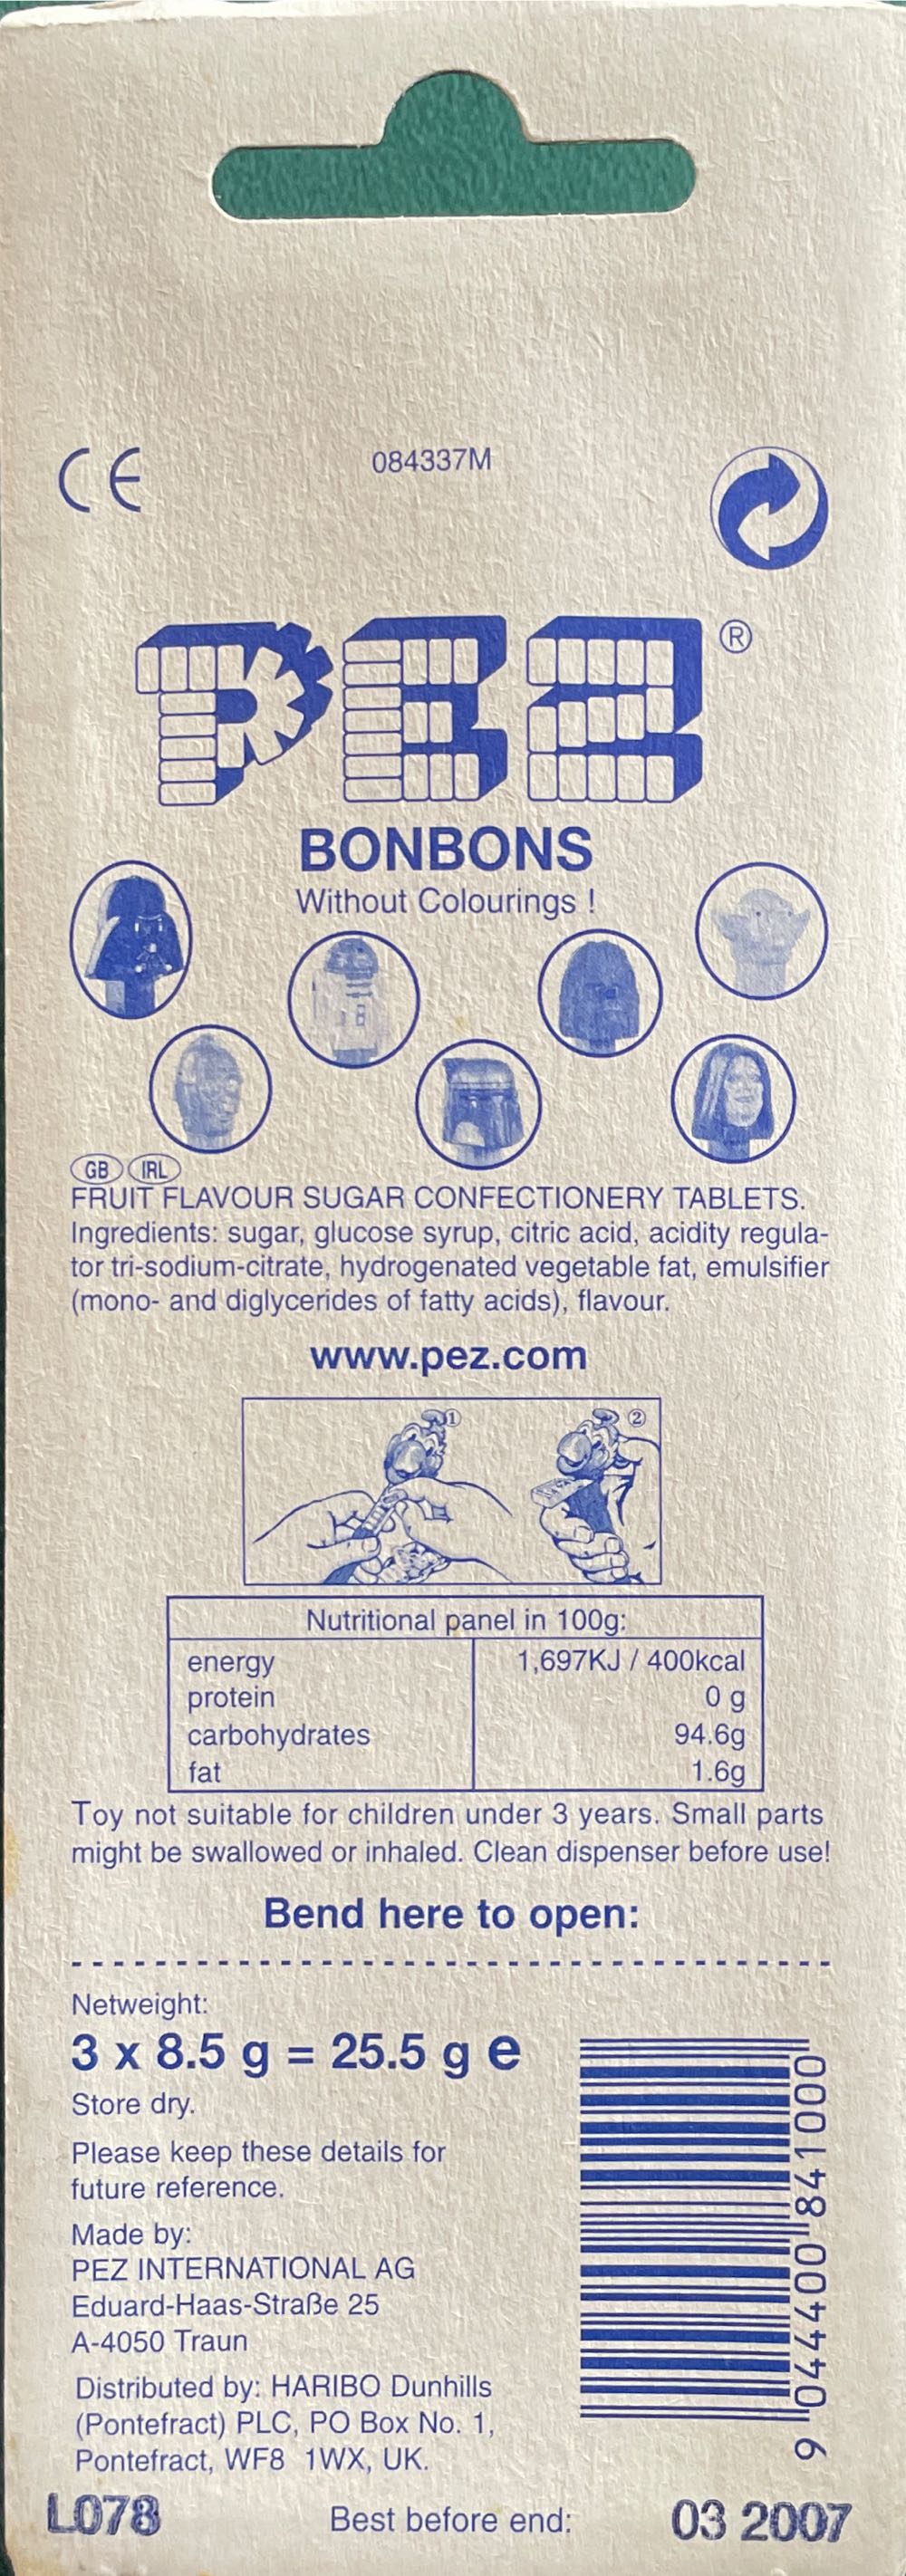 CE
084337M
PEZ®
BONBONS
Without Colourings !
GB IRL
FRUIT FLAVOUR SUGAR CONFECTIONERY TABLETS.
Ingredients: sugar, glucose syrup, citric acid, acidity regula-
tor tri-sodium-citrate, hydrogenated vegetable fat, emulsifier
(mono- and diglycerides of fatty acids), flavour.
www.pez.com
① ②
Nutritional panel in 100g:
energy 1,697KJ / 400kcal
protein 0 g
carbohydrates 94.6g
fat 1.6g
Toy not suitable for children under 3 years. Small parts
might be swallowed or inhaled. Clean dispenser before use!
Bend here to open:
Netweight:
3 x 8.5 g = 25.5 g e
Store dry.
Please keep these details for
future reference.
Made by:
PEZ INTERNATIONAL AG
Eduard-Haas-Straße 25
A-4050 Traun
Distributed by: HARIBO Dunhills
(Pontefract) PLC, PO Box No. 1,
Pontefract, WF8 1WX, UK.
9 044400 841000
L078 Best before end: 03 2007